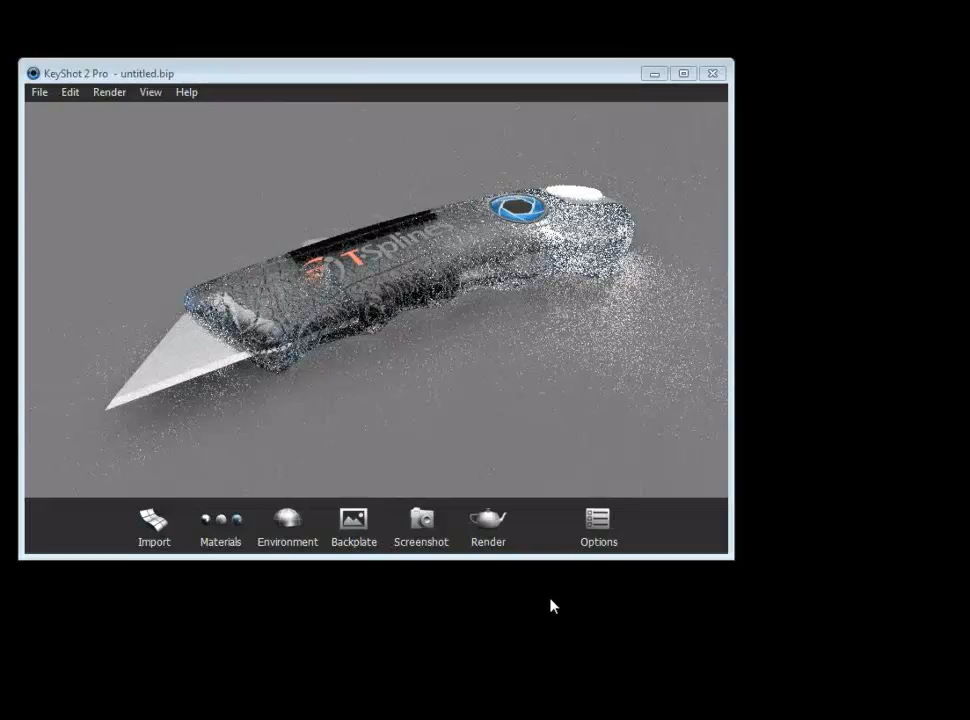 KeyShot 2 Pro - untitled.bip
File Edit Render View Help
TSplines
Import Materials Environment Backplate Screenshot Render Options